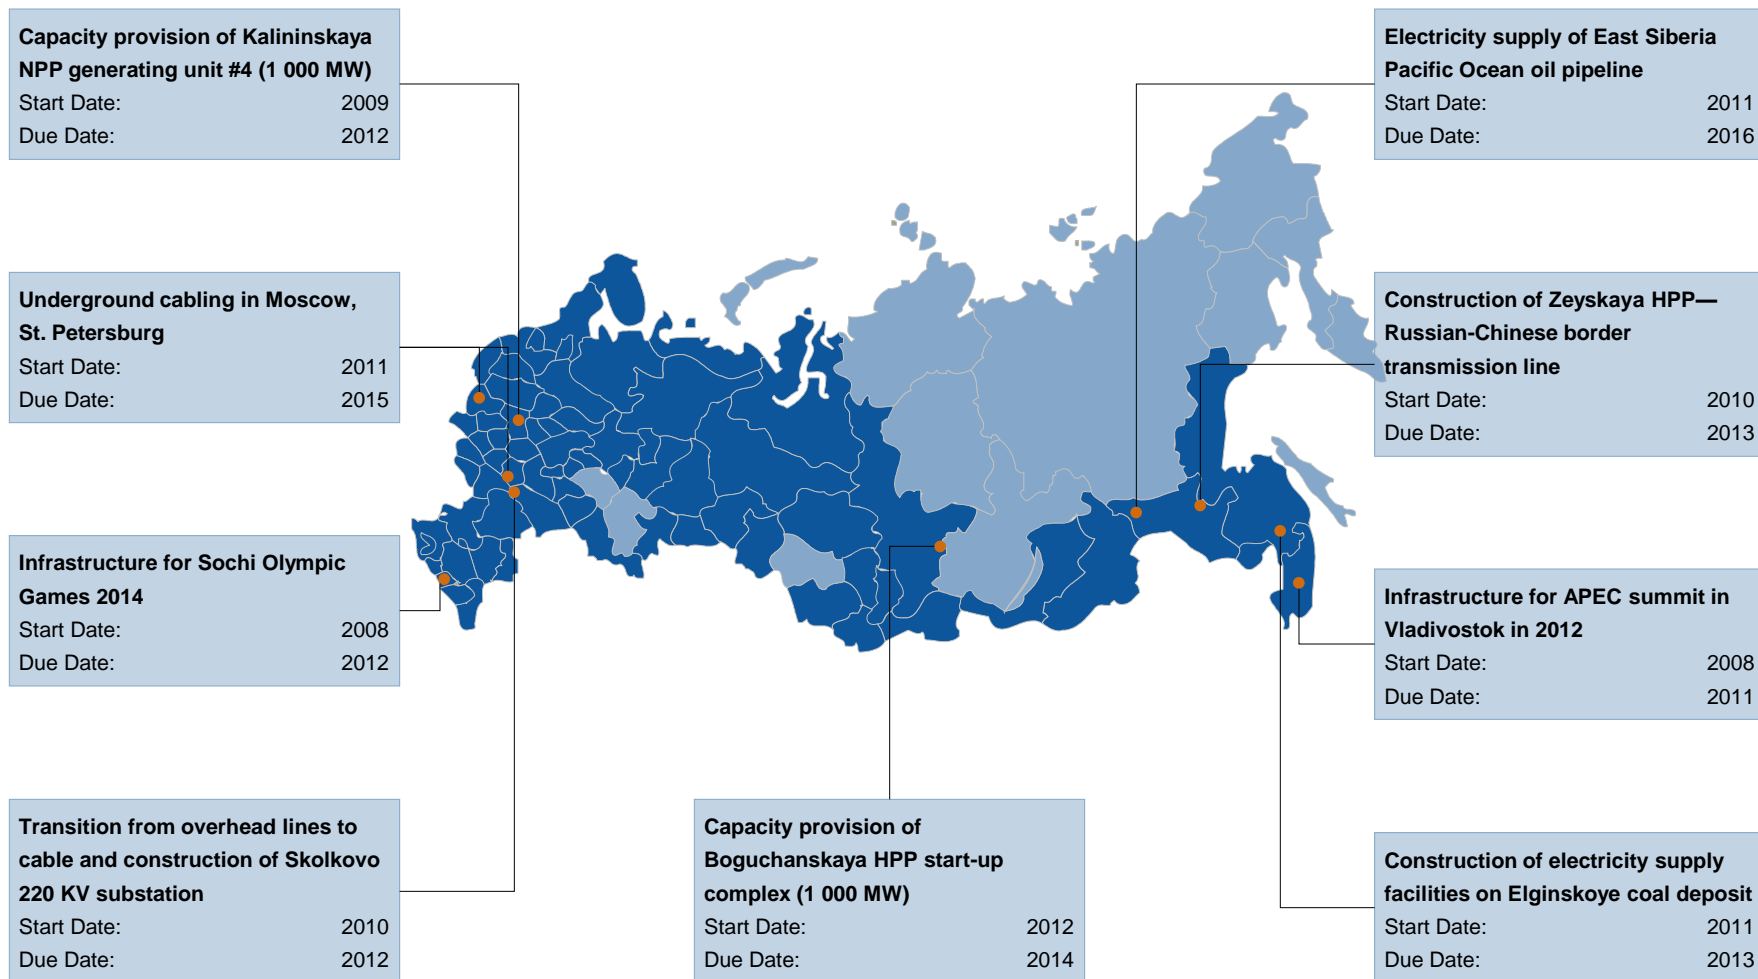 Capacity provision of Kalininskaya
NPP generating unit #4 (1 000 MW)
Start Date: 2009
Due Date: 2012
Underground cabling in Moscow,
St. Petersburg
Start Date: 2011
Due Date: 2015
Infrastructure for Sochi Olympic
Games 2014
Start Date: 2008
Due Date: 2012
Transition from overhead lines to
cable and construction of Skolkovo
220 KV substation
Start Date: 2010
Due Date: 2012
Capacity provision of
Boguchanskaya HPP start-up
complex (1 000 MW)
Start Date: 2012
Due Date: 2014
Electricity supply of East Siberia
Pacific Ocean oil pipeline
Start Date: 2011
Due Date: 2016
Construction of Zeyskaya HPP—
Russian-Chinese border
transmission line
Start Date: 2010
Due Date: 2013
Infrastructure for APEC summit in
Vladivostok in 2012
Start Date: 2008
Due Date: 2011
Construction of electricity supply
facilities on Elginskoye coal deposit
Start Date: 2011
Due Date: 2013